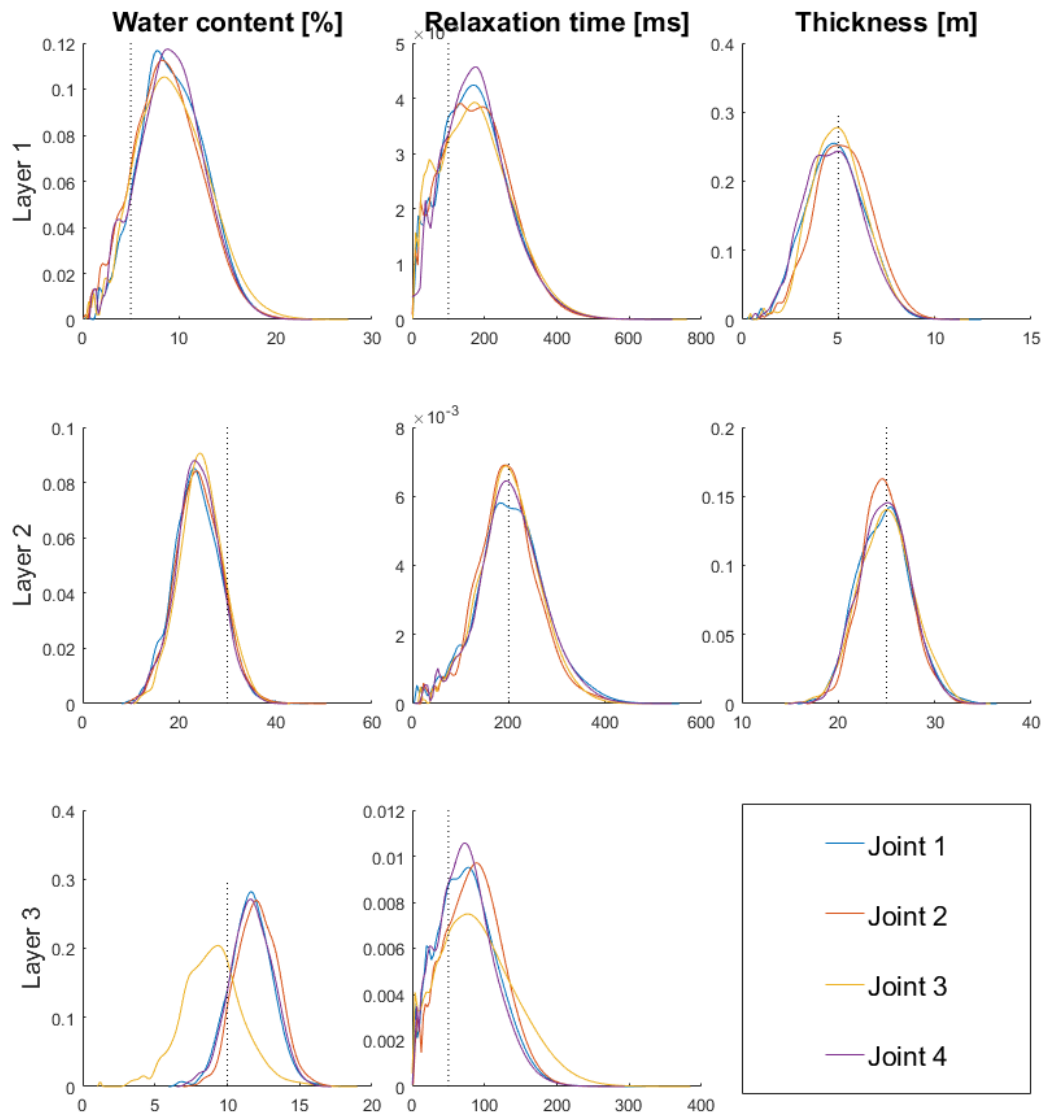 Water content [%]
Relaxation time [ms]
Thickness [m]
Layer 1
0.12
0.1
0.08
0.06
0.04
0.02
0
0 10 20 30
5
4
3
2
1
0
0 200 400 600 800
0.4
0.3
0.2
0.1
0
0 5 10 15
Layer 2
0.1
0.08
0.06
0.04
0.02
0
0 20 40 60
× 10-3
8
6
4
2
0
0 200 400 600
0.2
0.15
0.1
0.05
0
10 20 30 40
Layer 3
0.4
0.3
0.2
0.1
0
0 5 10 15 20
0.012
0.01
0.008
0.006
0.004
0.002
0
0 100 200 300 400
Joint 1
Joint 2
Joint 3
Joint 4